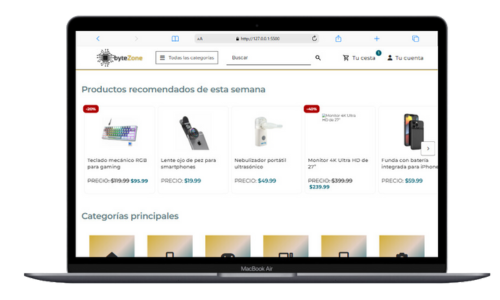 AA http://127.0.0.1:5500
byteZone Todas las categorías Buscar Tu cesta 0 Tu cuenta
Productos recomendados de esta semana
-20% -40%
Monitor 4K Ultra HD de 27"
Teclado mecánico RGB para gaming
Lente ojo de pez para smartphones
Nebulizador portátil ultrasónico
Monitor 4K Ultra HD de 27"
Funda con batería integrada para iPhone
PRECIO: $119.99 $95.99
PRECIO: $19.99
PRECIO: $49.99
PRECIO: $399.99
$239.99
PRECIO: $59.99
Categorías principales
MacBook Air